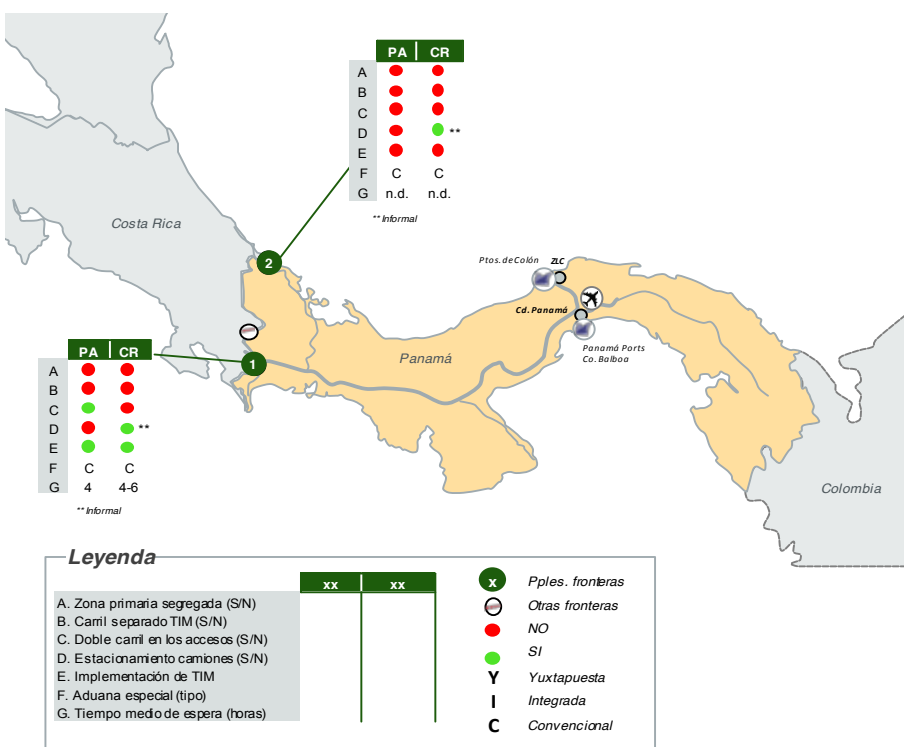 PA CR
A
B
C
D **
E
F C C
G n.d. n.d.
** Informal
Costa Rica
2
Ptos. de Colón ZLC
Cd. Panamá
Panamá Ports
Co. Balboa
Panamá
1
PA CR
A
B
C
D **
E
F C C
G 4 4-6
** Informal
Colombia
Leyenda
xx xx
A. Zona primaria segregada (S/N)
B. Carril separado TIM (S/N)
C. Doble carril en los accesos (S/N)
D. Estacionamiento camiones (S/N)
E. Implementación de TIM
F. Aduana especial (tipo)
G. Tiempo medio de espera (horas)
x Pples. fronteras
Otras fronteras
NO
SI
Y Yuxtapuesta
I Integrada
C Convencional